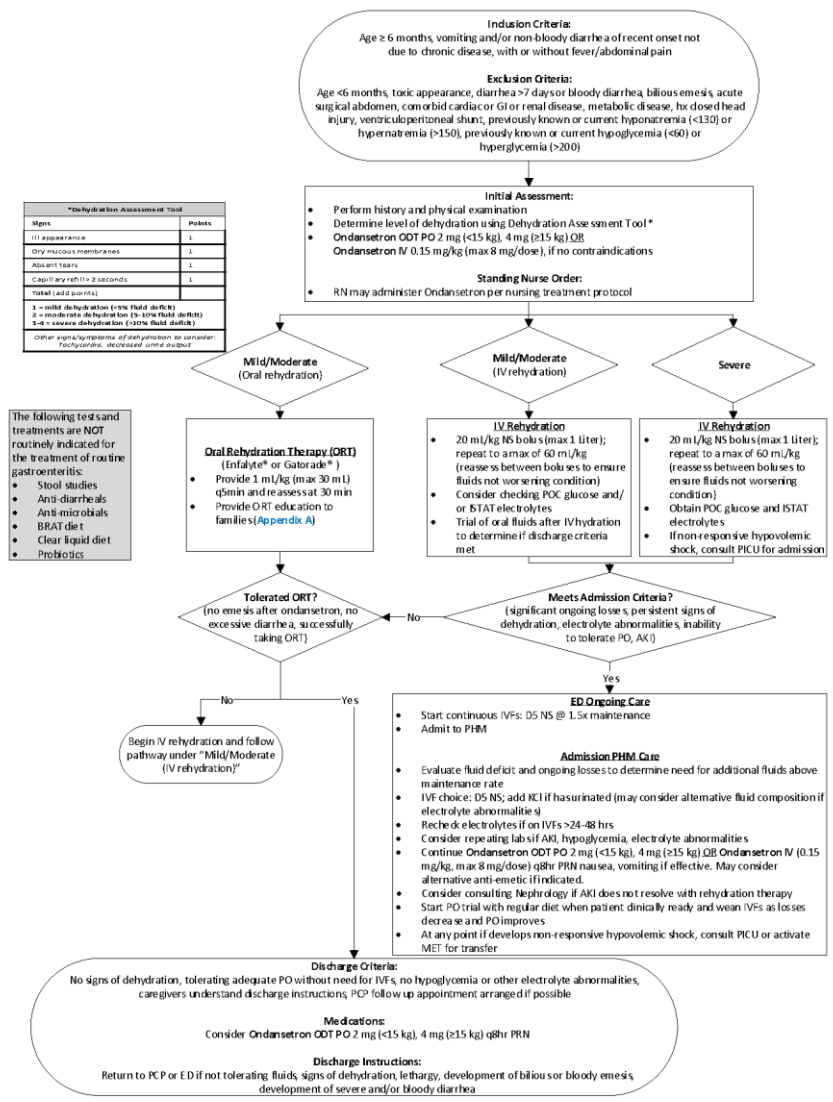 Inclusion Criteria:
Age ≥ 6 months, vomiting and/or non-bloody diarrhea of recent onset not
due to chronic disease, with or without fever/abdominal pain
Exclusion Criteria:
Age <6 months, toxic appearance, diarrhea >7 days or bloody diarrhea, bilious emesis, acute
surgical abdomen, comorbid cardiac or GI or renal disease, metabolic disease, hx closed head
injury, ventriculoperitoneal shunt, previously known or current hyponatremia (<130) or
hypernatremia (>150), previously known or current hypoglycemia (<60) or
hyperglycemia (>200)
Initial Assessment:
• Perform history and physical examination
• Determine level of dehydration using Dehydration Assessment Tool *
• Ondansetron ODT PO 2 mg (<15 kg), 4 mg (≥15 kg) OR
Ondansetron IV 0.15 mg/kg (max 8 mg/dose), if no contraindications
Standing Nurse Order:
• RN may administer Ondansetron per nursing treatment protocol
*Dehydration Assessment Tool
Signs Points
Ill appearance 1
Dry mucous membranes 1
Absent tears 1
Capillary refill > 2 seconds 1
Total (add points)
1 = mild dehydration (<5% fluid deficit)
2 = moderate dehydration (5-10% fluid deficit)
3-4 = severe dehydration (>10% fluid deficit)
Other signs/symptoms of dehydration to consider:
Tachycardia, decreased urine output
Mild/Moderate
(Oral rehydration)
Mild/Moderate
(IV rehydration)
Severe
The following tests and
treatments are NOT
routinely indicated for
the treatment of routine
gastroenteritis:
• Stool studies
• Anti-diarrheals
• Anti-microbials
• BRAT diet
• Clear liquid diet
• Probiotics
Oral Rehydration Therapy (ORT)
(Enfalyte® or Gatorade® )
• Provide 1 mL/kg (max 30 mL)
q5min and reassess at 30 min
• Provide ORT education to
families (Appendix A)
IV Rehydration
• 20 mL/kg NS bolus (max 1 Liter);
repeat to a max of 60 mL/kg
(reassess between boluses to ensure
fluids not worsening condition)
• Consider checking POC glucose and/
or ISTAT electrolytes
• Trial of oral fluids after IV hydration
to determine if discharge criteria
met
IV Rehydration
• 20 mL/kg NS bolus (max 1 Liter);
repeat to a max of 60 mL/kg
(reassess between boluses to
ensure fluids not worsening
condition)
• Obtain POC glucose and ISTAT
electrolytes
• If non-responsive hypovolemic
shock, consult PICU for admission
Tolerated ORT?
(no emesis after ondansetron, no
excessive diarrhea, successfully
taking ORT)
No
Meets Admission Criteria?
(significant ongoing losses, persistent signs of
dehydration, electrolyte abnormalities, inability
to tolerate PO, AKI)
No
Yes
Yes
Begin IV rehydration and follow
pathway under "Mild/Moderate
(IV rehydration)"
ED Ongoing Care
• Start continuous IVFs: D5 NS @ 1.5x maintenance
• Admit to PHM
Admission PHM Care
• Evaluate fluid deficit and ongoing losses to determine need for additional fluids above
maintenance rate
• IVF choice: D5 NS; add KCl if has urinated (may consider alternative fluid composition if
electrolyte abnormalities)
• Recheck electrolytes if on IVFs >24-48 hrs
• Consider repeating labs if AKI, hypoglycemia, electrolyte abnormalities
• Continue Ondansetron ODT PO 2 mg (<15 kg), 4 mg (≥15 kg) OR Ondansetron IV (0.15
mg/kg, max 8 mg/dose) q8hr PRN nausea, vomiting if effective. May consider
alternative anti-emetic if indicated.
• Consider consulting Nephrology if AKI does not resolve with rehydration therapy
• Start PO trial with regular diet when patient clinically ready and wean IVFs as losses
decrease and PO improves
• At any point if develops non-responsive hypovolemic shock, consult PICU or activate
MET for transfer
Discharge Criteria:
No signs of dehydration, tolerating adequate PO without need for IVFs, no hypoglycemia or other electrolyte abnormalities,
caregivers understand discharge instructions, PCP follow up appointment arranged if possible
Medications:
Consider Ondansetron ODT PO 2 mg (<15 kg), 4 mg (≥15 kg) q8hr PRN
Discharge Instructions:
Return to PCP or ED if not tolerating fluids, signs of dehydration, lethargy, development of bilious or bloody emesis,
development of severe and/or bloody diarrhea